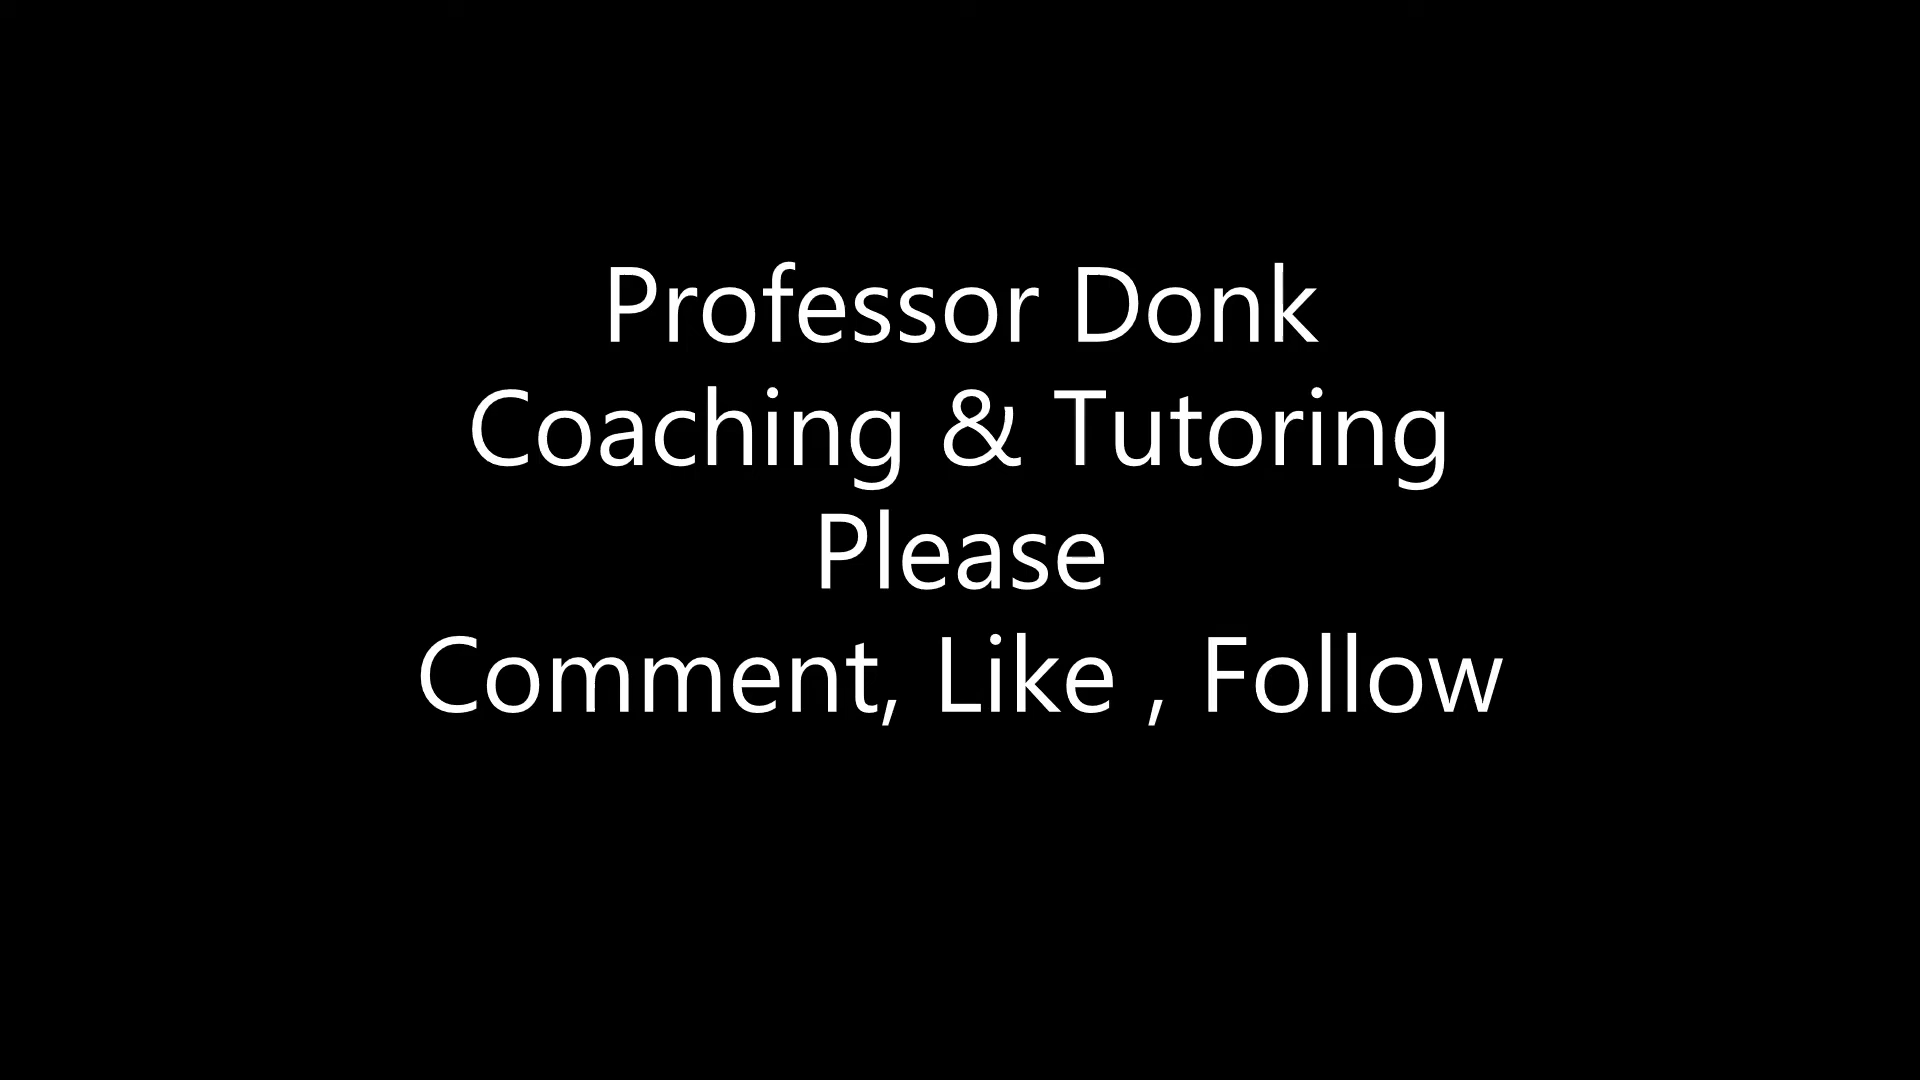 Professor Donk
Coaching & Tutoring
Please
Comment, Like , Follow